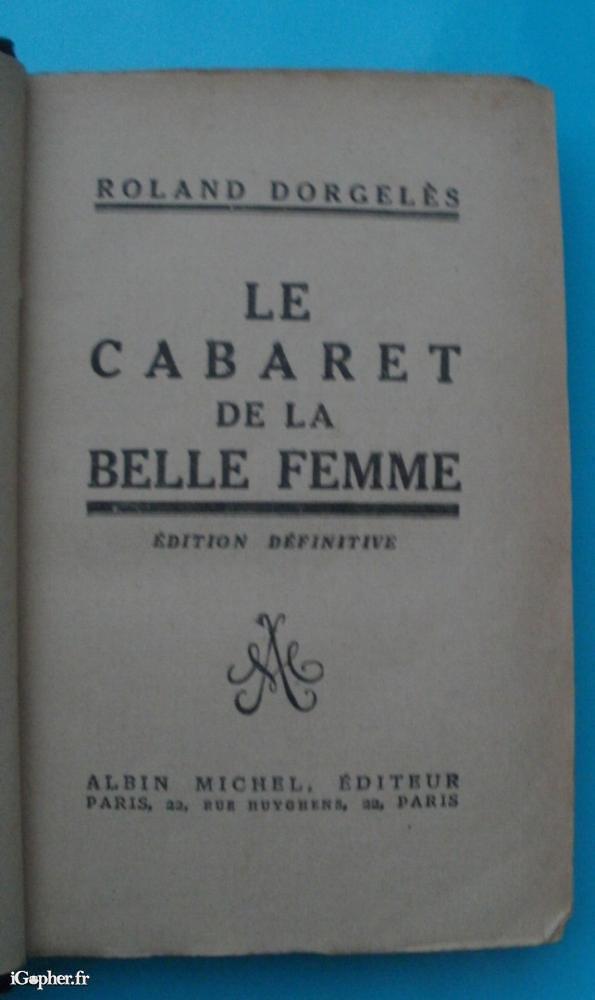 ROLAND DORGELÈS
LE
CABARET
DE LA
BELLE FEMME
ÉDITION DÉFINITIVE
ALBIN MICHEL, ÉDITEUR
PARIS, 22, RUE HUYGHENS, 22, PARIS
iGopher.fr